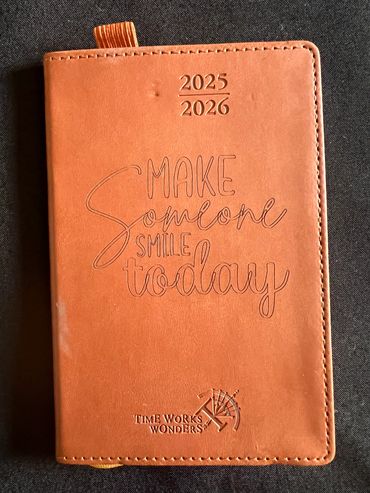 2025
2026
MAKE
Someone
SMILE
today
TIME WORKS
WONDERS